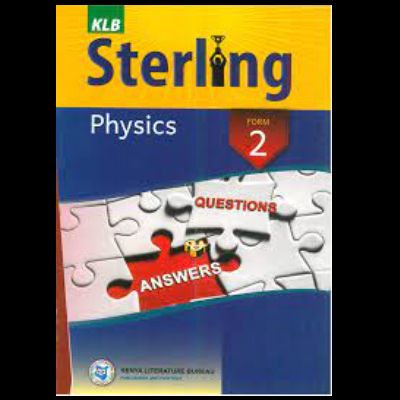 KLB
Sterling
Physics
FORM
2
QUESTIONS
ANSWERS
KENYA LITERATURE BUREAU